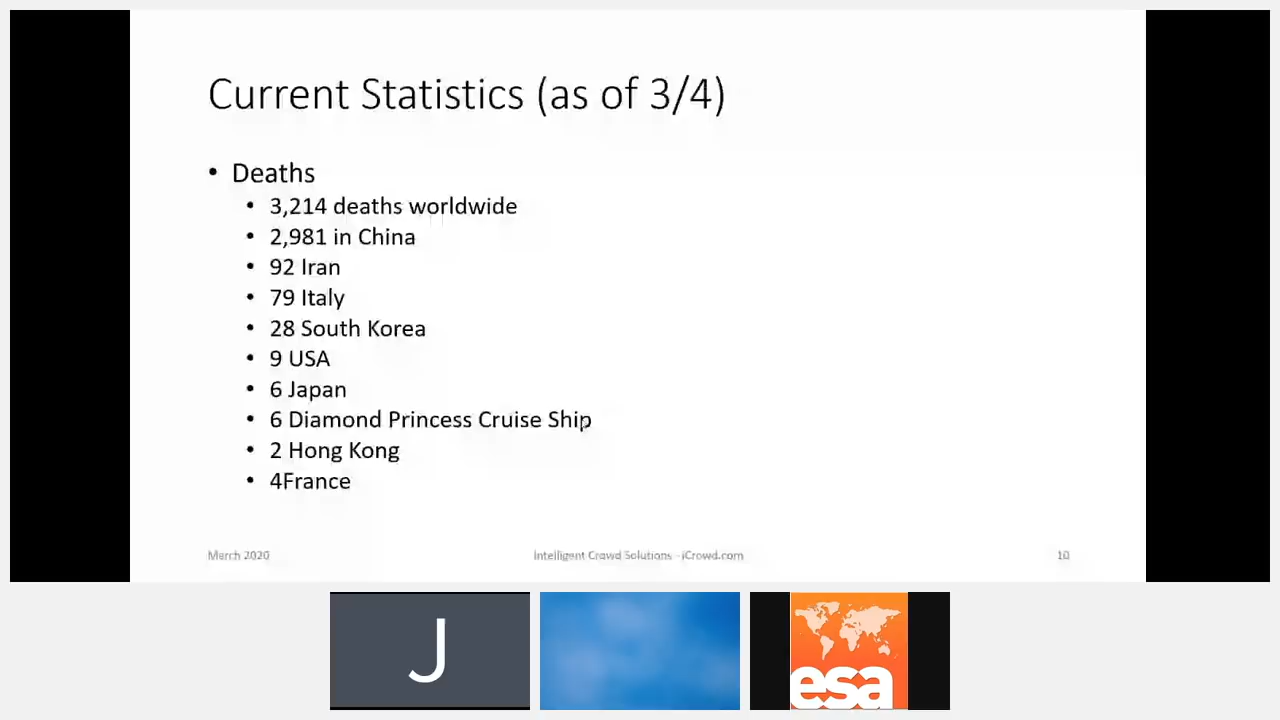 Current Statistics (as of 3/4)
• Deaths
• 3,214 deaths worldwide
• 2,981 in China
• 92 Iran
• 79 Italy
• 28 South Korea
• 9 USA
• 6 Japan
• 6 Diamond Princess Cruise Ship
• 2 Hong Kong
• 4France
March 2020
Intelligent Crowd Solutions - iCrowd.com
10
J
esa